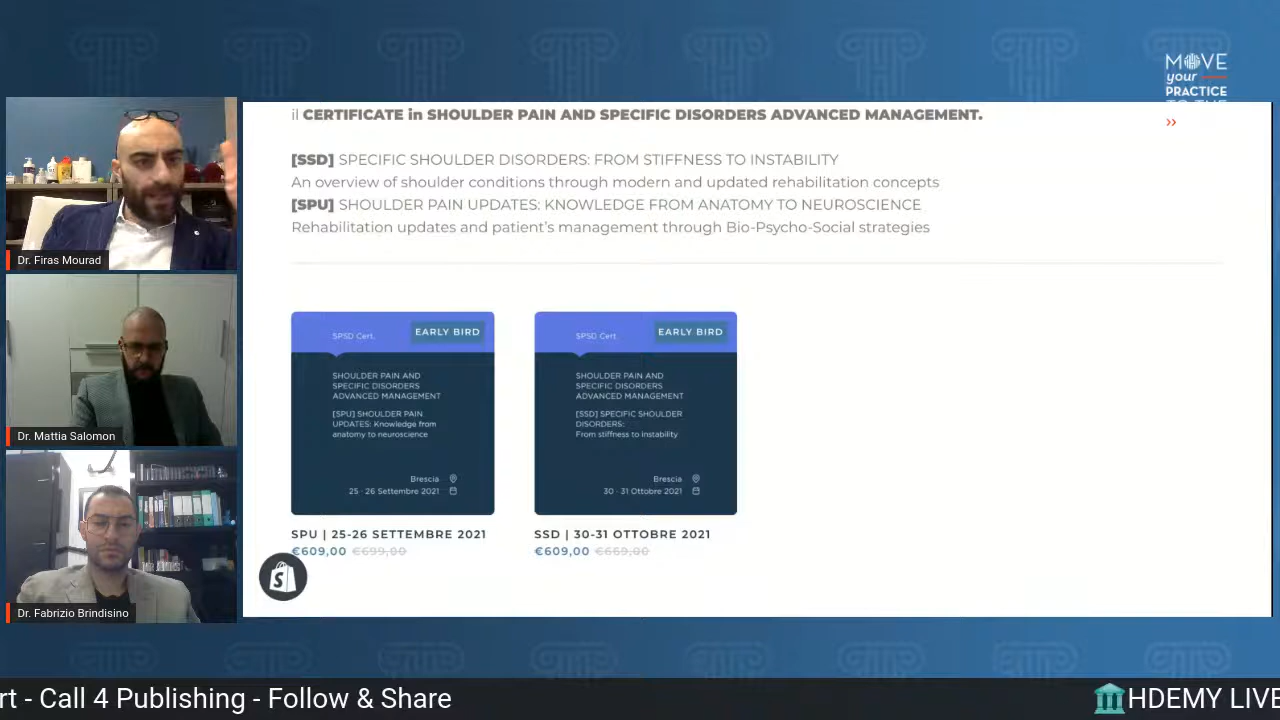 MOVE
your
PRACTICE
››
il CERTIFICATE in SHOULDER PAIN AND SPECIFIC DISORDERS ADVANCED MANAGEMENT.
[SSD] SPECIFIC SHOULDER DISORDERS: FROM STIFFNESS TO INSTABILITY
An overview of shoulder conditions through modern and updated rehabilitation concepts
[SPU] SHOULDER PAIN UPDATES: KNOWLEDGE FROM ANATOMY TO NEUROSCIENCE
Rehabilitation updates and patient's management through Bio-Psycho-Social strategies
SPSD Cert.
EARLY BIRD
SHOULDER PAIN AND
SPECIFIC DISORDERS
ADVANCED MANAGEMENT
[SPU] SHOULDER PAIN
UPDATES: Knowledge from
anatomy to neuroscience
Brescia
25 - 26 Settembre 2021
SPU | 25-26 SETTEMBRE 2021
€609,00 €699,00
SPSD Cert.
EARLY BIRD
SHOULDER PAIN AND
SPECIFIC DISORDERS
ADVANCED MANAGEMENT
[SSD] SPECIFIC SHOULDER
DISORDERS:
From stiffness to instability
Brescia
30 - 31 Ottobre 2021
SSD | 30-31 OTTOBRE 2021
€609,00 €669,00
Dr. Firas Mourad
Dr. Mattia Salomon
Dr. Fabrizio Brindisino
rt - Call 4 Publishing - Follow & Share
HDEMY LIVE